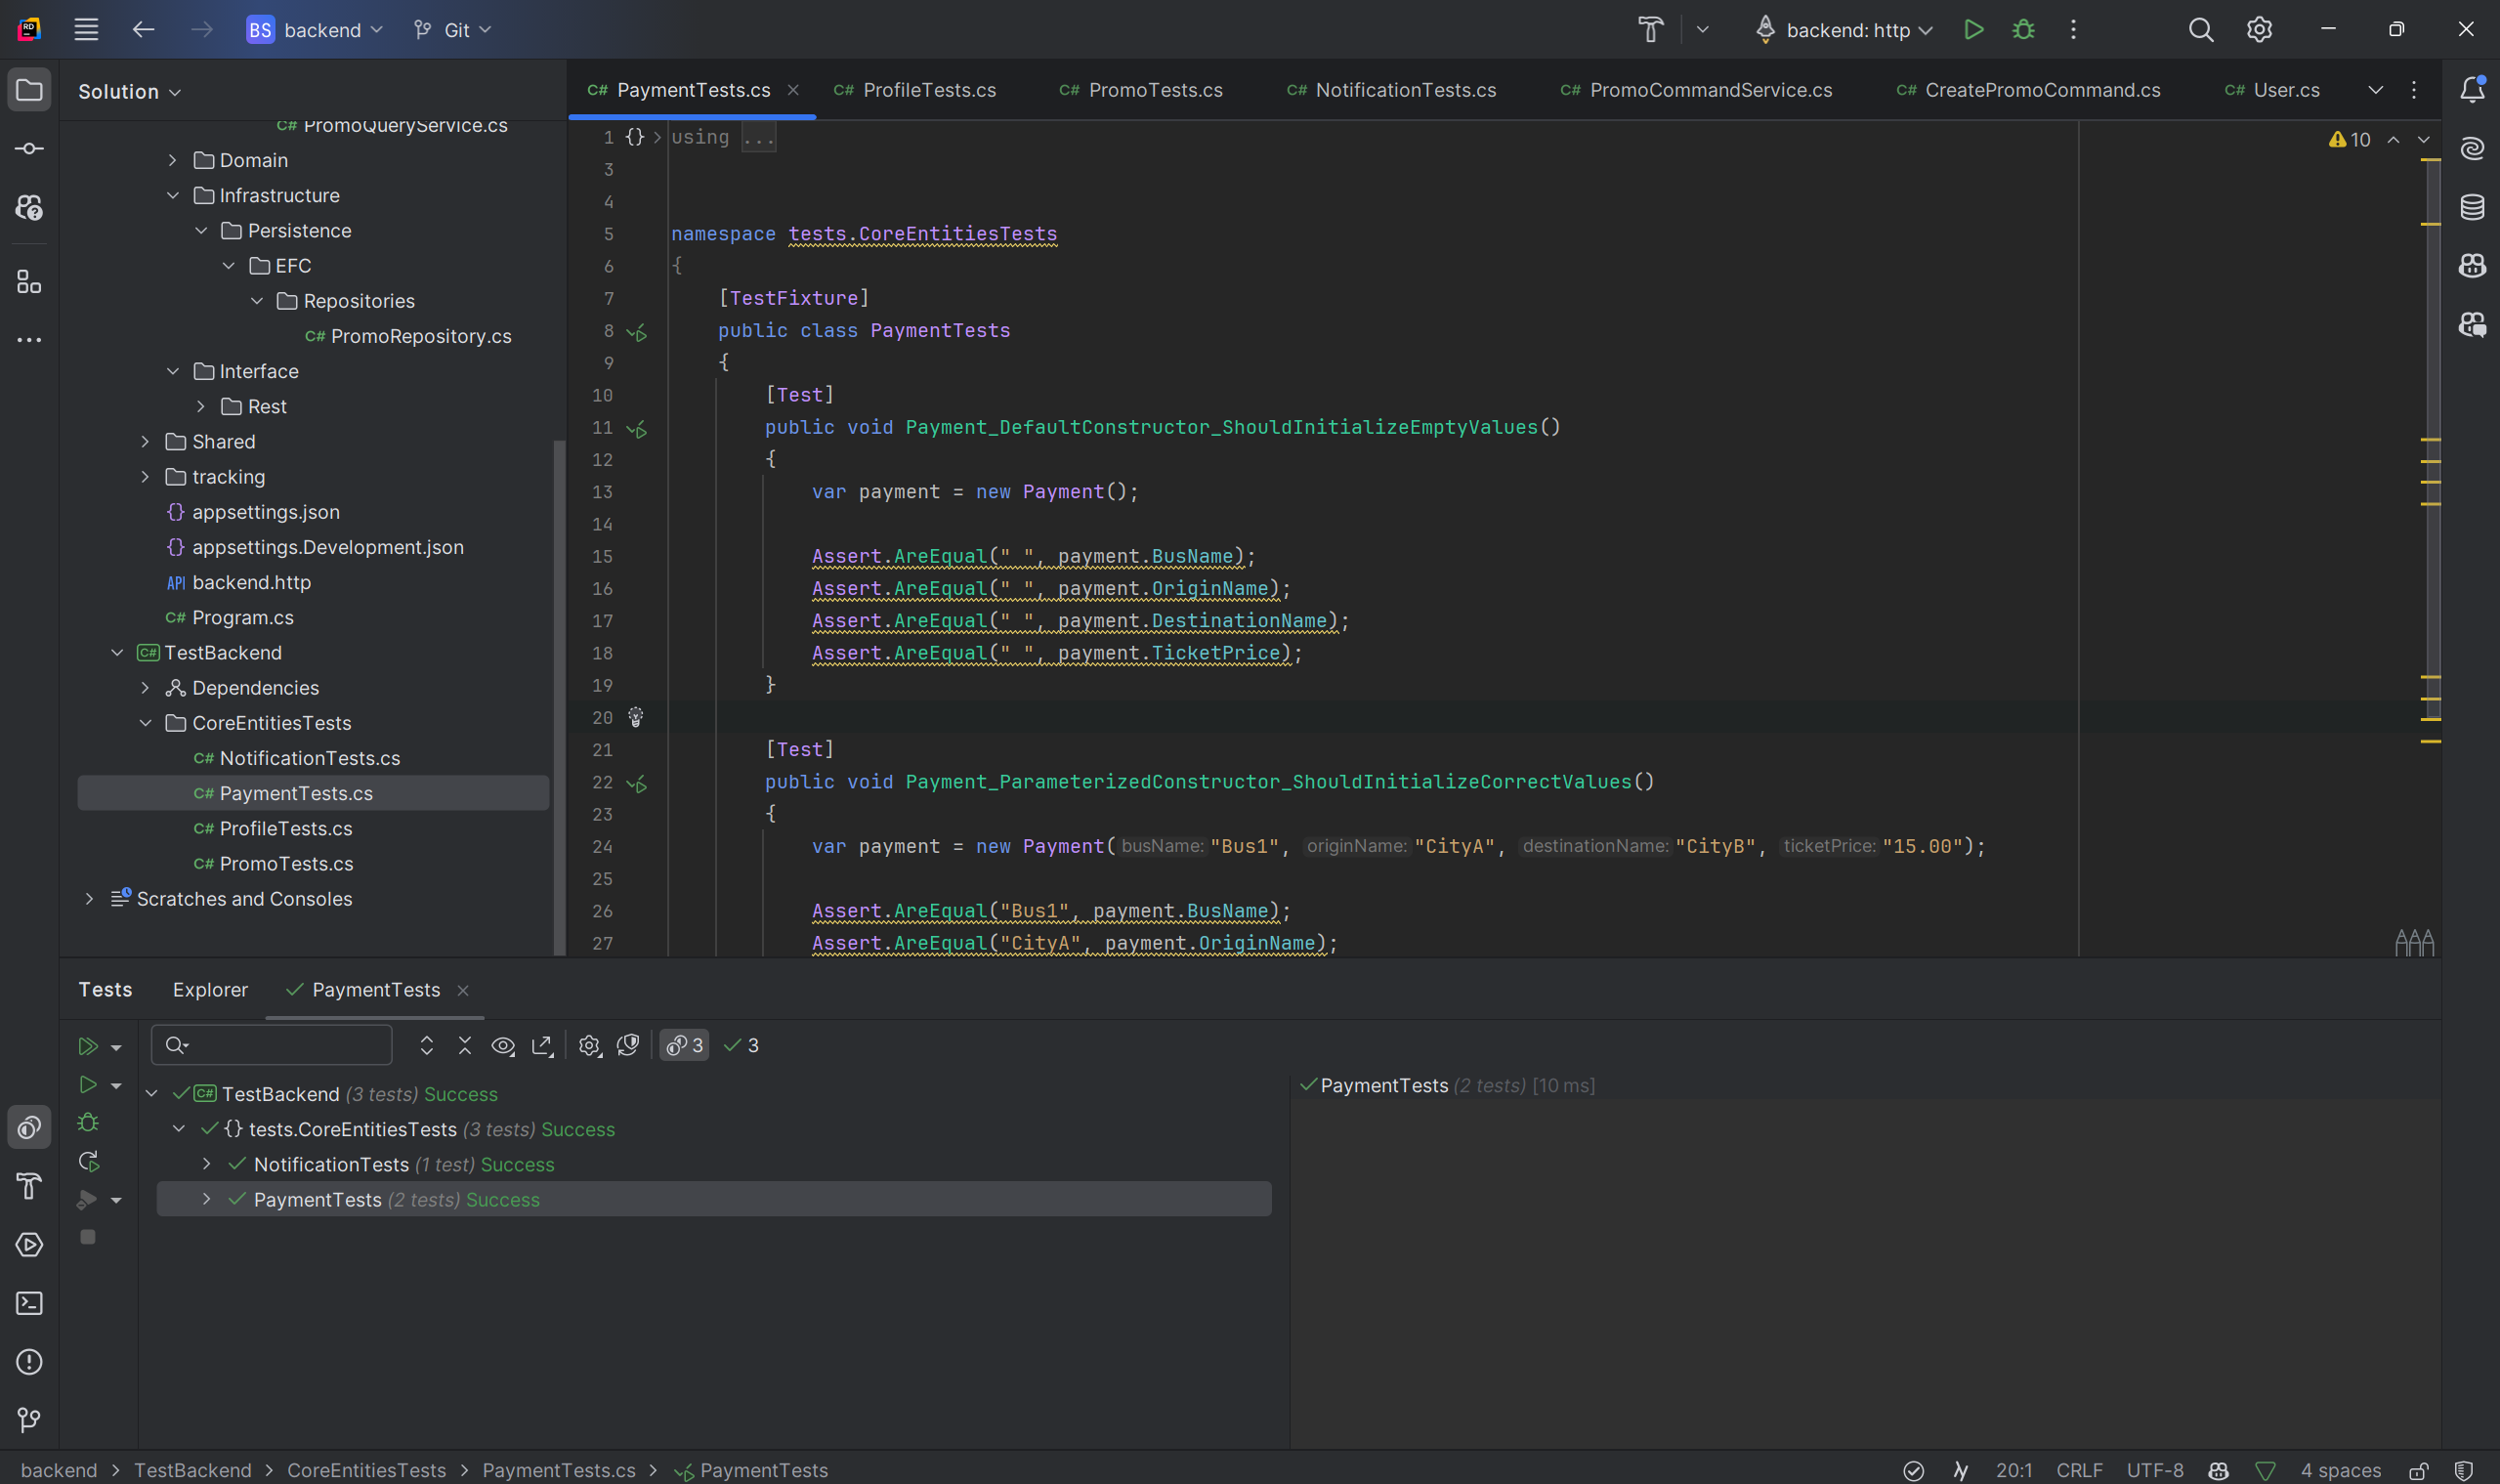 BS backend Git backend: http
Solution
PaymentTests.cs ProfileTests.cs PromoTests.cs NotificationTests.cs PromoCommandService.cs CreatePromoCommand.cs User.cs
PromoQueryService.cs
Domain
Infrastructure
Persistence
EFC
Repositories
C# PromoRepository.cs
Interface
Rest
Shared
tracking
{} appsettings.json
{} appsettings.Development.json
API backend.http
C# Program.cs
C# TestBackend
Dependencies
CoreEntitiesTests
C# NotificationTests.cs
C# PaymentTests.cs
C# ProfileTests.cs
C# PromoTests.cs
Scratches and Consoles
10
1 {} using ...
3
4
5 namespace tests.CoreEntitiesTests
6 {
7 [TestFixture]
8 public class PaymentTests
9 {
10 [Test]
11 public void Payment_DefaultConstructor_ShouldInitializeEmptyValues()
12 {
13 var payment = new Payment();
14
15 Assert.AreEqual(" ", payment.BusName);
16 Assert.AreEqual(" ", payment.OriginName);
17 Assert.AreEqual(" ", payment.DestinationName);
18 Assert.AreEqual(" ", payment.TicketPrice);
19 }
20
21 [Test]
22 public void Payment_ParameterizedConstructor_ShouldInitializeCorrectValues()
23 {
24 var payment = new Payment( busName: "Bus1", originName: "CityA", destinationName: "CityB", ticketPrice: "15.00");
25
26 Assert.AreEqual("Bus1", payment.BusName);
27 Assert.AreEqual("CityA", payment.OriginName);
Tests Explorer PaymentTests
3 3
C# TestBackend (3 tests) Success
{} tests.CoreEntitiesTests (3 tests) Success
NotificationTests (1 test) Success
PaymentTests (2 tests) Success
PaymentTests (2 tests) [10 ms]
backend > TestBackend > CoreEntitiesTests > PaymentTests.cs > PaymentTests
20:1 CRLF UTF-8 4 spaces